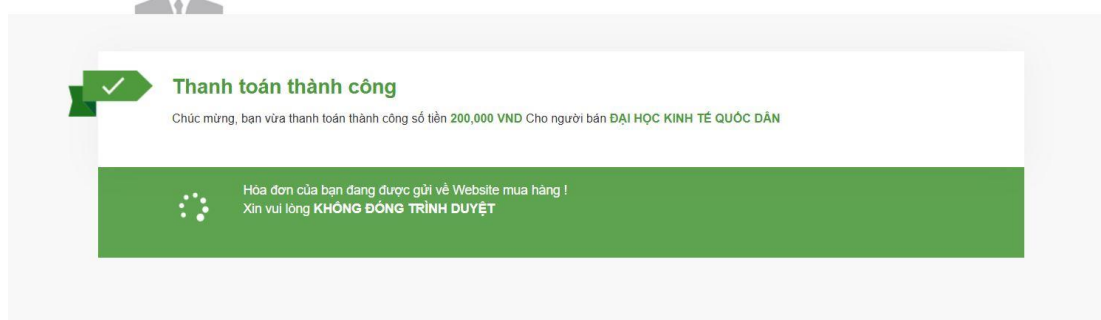 Thanh toán thành công
Chúc mừng, bạn vừa thanh toán thành công số tiền 200,000 VND Cho người bán ĐẠI HỌC KINH TẾ QUỐC DÂN
Hóa đơn của bạn đang được gửi về Website mua hàng !
Xin vui lòng KHÔNG ĐÓNG TRÌNH DUYỆT